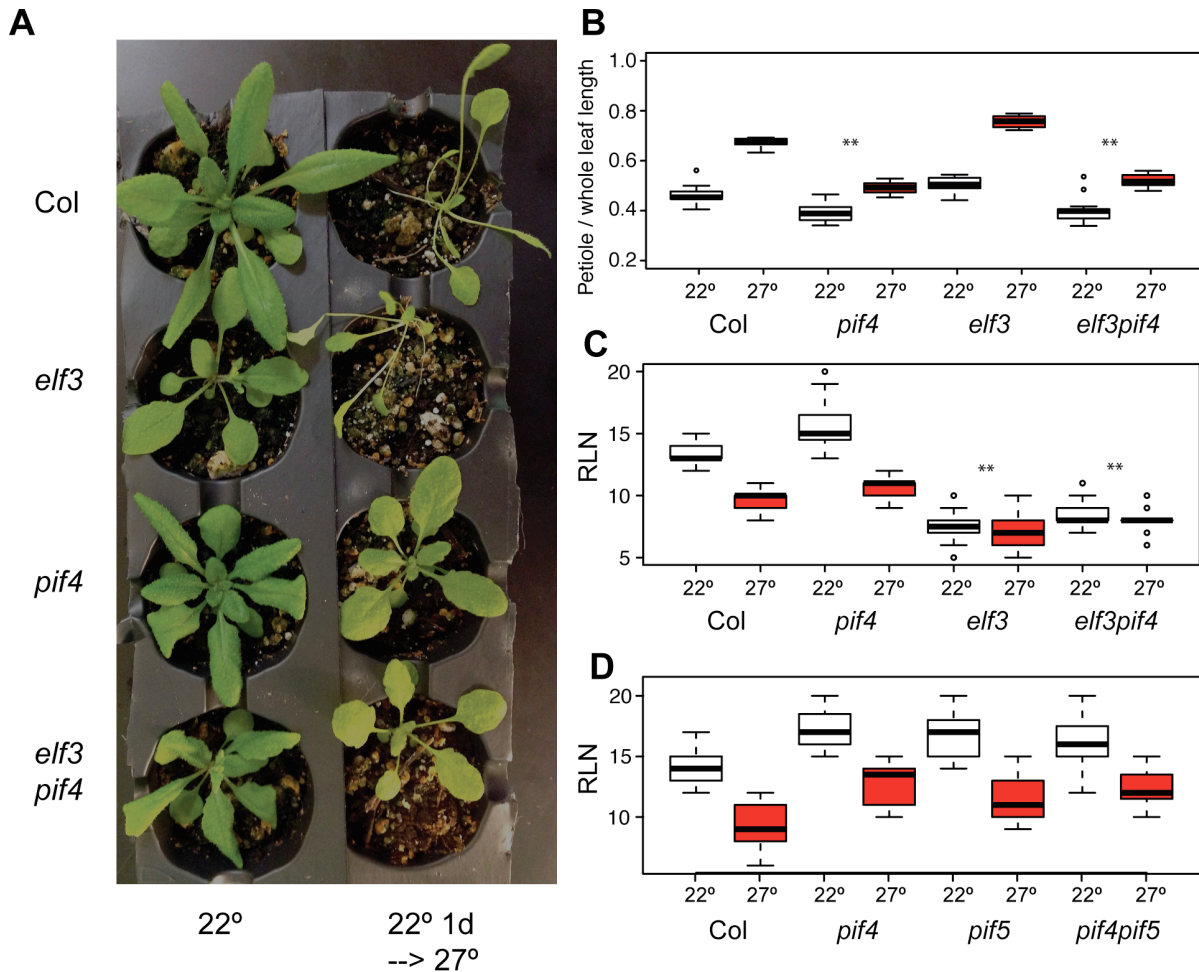 A
Col
elf3
pif4
elf3
pif4
22º
22º 1d
--> 27º
B
Petiole / whole leaf length
1.0
0.8
0.6
0.4
0.2
**
**
22º 27º 22º 27º 22º 27º 22º 27º
Col pif4 elf3 elf3pif4
C
RLN
20
15
10
5
**
**
22º 27º 22º 27º 22º 27º 22º 27º
Col pif4 elf3 elf3pif4
D
RLN
20
15
10
22º 27º 22º 27º 22º 27º 22º 27º
Col pif4 pif5 pif4pif5